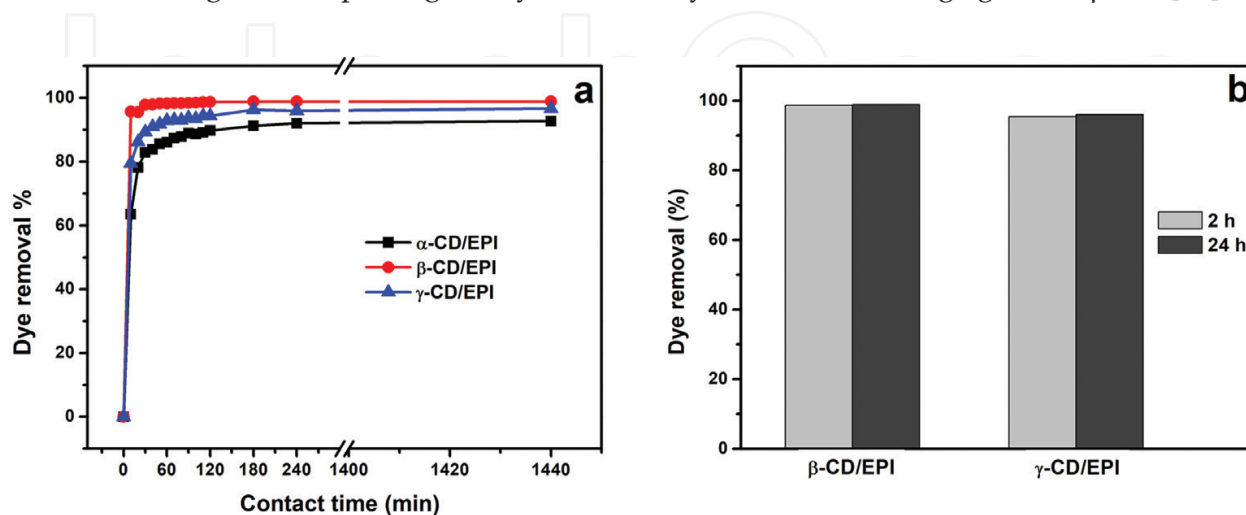 a
Dye removal %
100
80
60
40
20
0
α-CD/EPI
β-CD/EPI
γ-CD/EPI
0 60 120 180 240 1400 1420 1440
Contact time (min)
b
Dye removal (%)
100
80
60
40
20
0
2 h
24 h
β-CD/EPI γ-CD/EPI